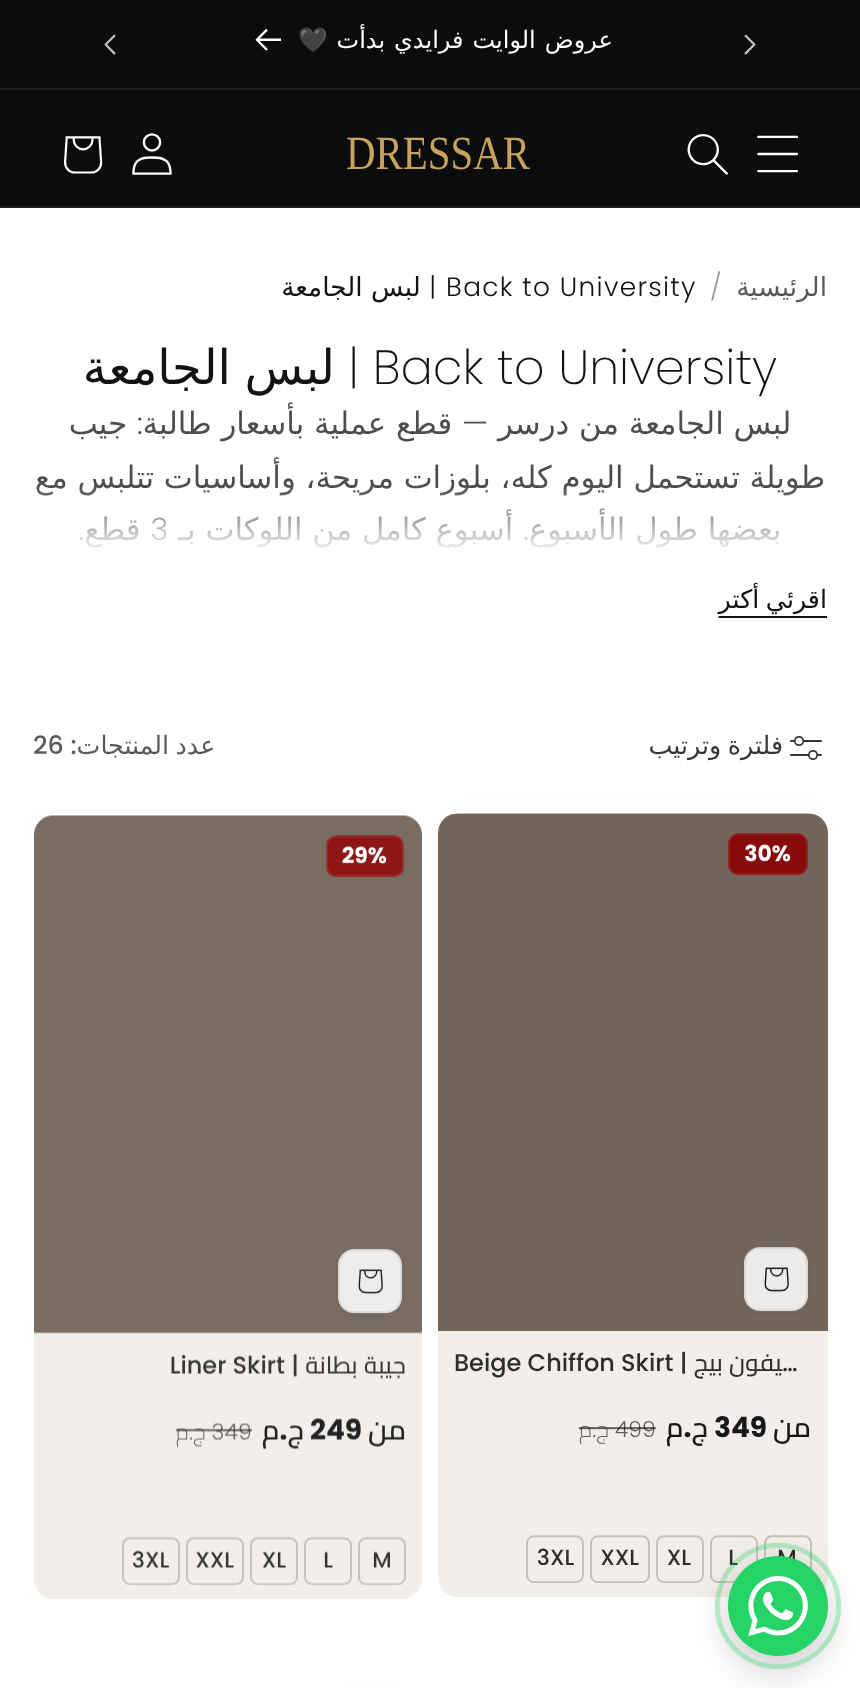 عروض الوايت فرايدي بدأت 🖤 ←
DRESSAR
الرئيسية / Back to University | لبس الجامعة
Back to University | لبس الجامعة
لبس الجامعة من درسر — قطع عملية بأسعار طالبة: جيب
طويلة تستحمل اليوم كله، بلوزات مريحة، وأساسيات تتلبس مع
بعضها طول الأسبوع. أسبوع كامل من اللوكات بـ 3 قطع.
اقرئي أكتر
فلترة وترتيب
عدد المنتجات: 26
30%
Beige Chiffon Skirt | يفون بيج...
من 349 ج.م 499 ج.م
M L XL XXL 3XL
29%
Liner Skirt | جيبة بطانة
من 249 ج.م 349 ج.م
M L XL XXL 3XL